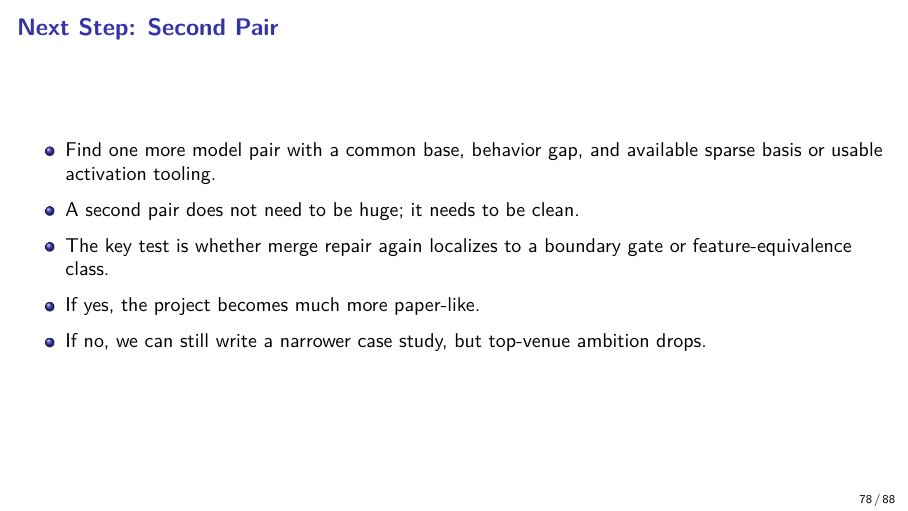 Next Step: Second Pair
Find one more model pair with a common base, behavior gap, and available sparse basis or usable
activation tooling.
A second pair does not need to be huge; it needs to be clean.
The key test is whether merge repair again localizes to a boundary gate or feature-equivalence
class.
If yes, the project becomes much more paper-like.
If no, we can still write a narrower case study, but top-venue ambition drops.
78 / 88